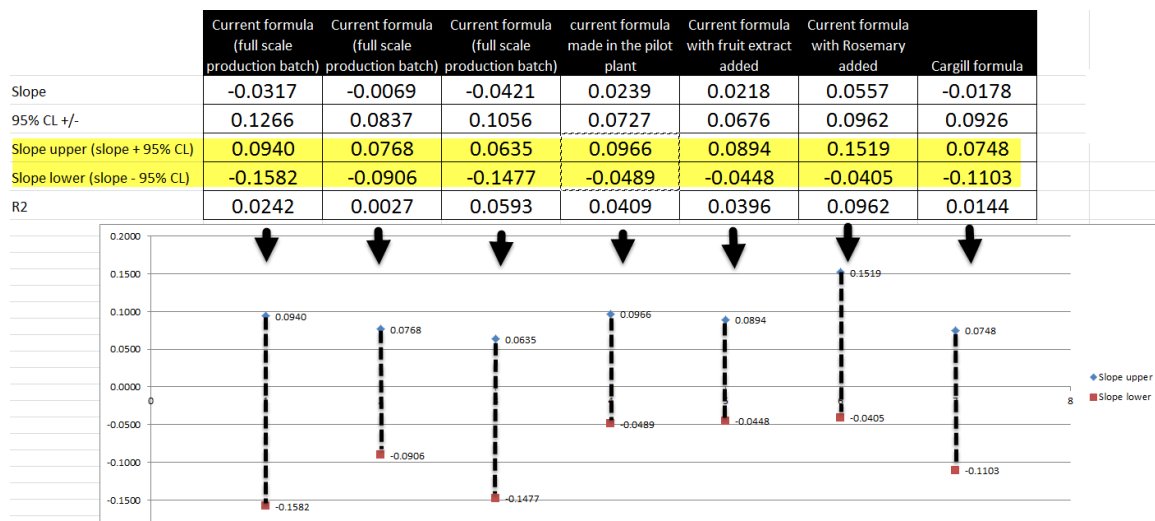 Current formula (full scale production batch) Current formula (full scale production batch) Current formula (full scale production batch) current formula made in the pilot plant Current formula with fruit extract added Current formula with Rosemary added Cargill formula
Slope -0.0317 -0.0069 -0.0421 0.0239 0.0218 0.0557 -0.0178
95% CL +/- 0.1266 0.0837 0.1056 0.0727 0.0676 0.0962 0.0926
Slope upper (slope + 95% CL) 0.0940 0.0768 0.0635 0.0966 0.0894 0.1519 0.0748
Slope lower (slope - 95% CL) -0.1582 -0.0906 -0.1477 -0.0489 -0.0448 -0.0405 -0.1103
R2 0.0242 0.0027 0.0593 0.0409 0.0396 0.0962 0.0144
0.2000
0.1500 0.1519
0.1000 0.0940 0.0768 0.0635 0.0966 0.0894 0.0748
0.0500
0.0000
0 8
Slope upper
Slope lower
-0.0500 -0.0489 -0.0448 -0.0405
-0.1000 -0.0906 -0.1103
-0.1500 -0.1582 -0.1477